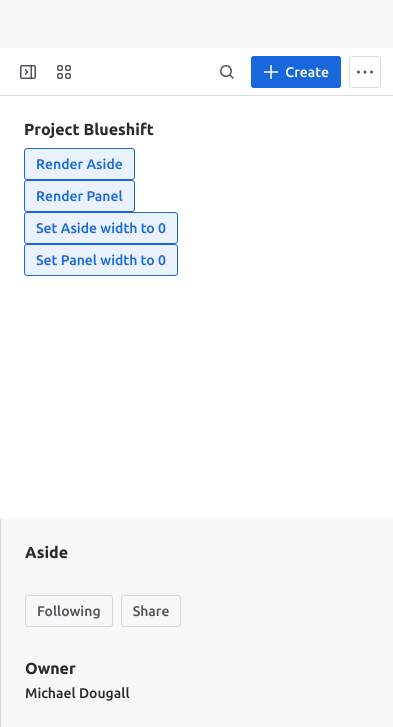 Create
Project Blueshift
Render Aside
Render Panel
Set Aside width to 0
Set Panel width to 0
Aside
Following Share
Owner
Michael Dougall